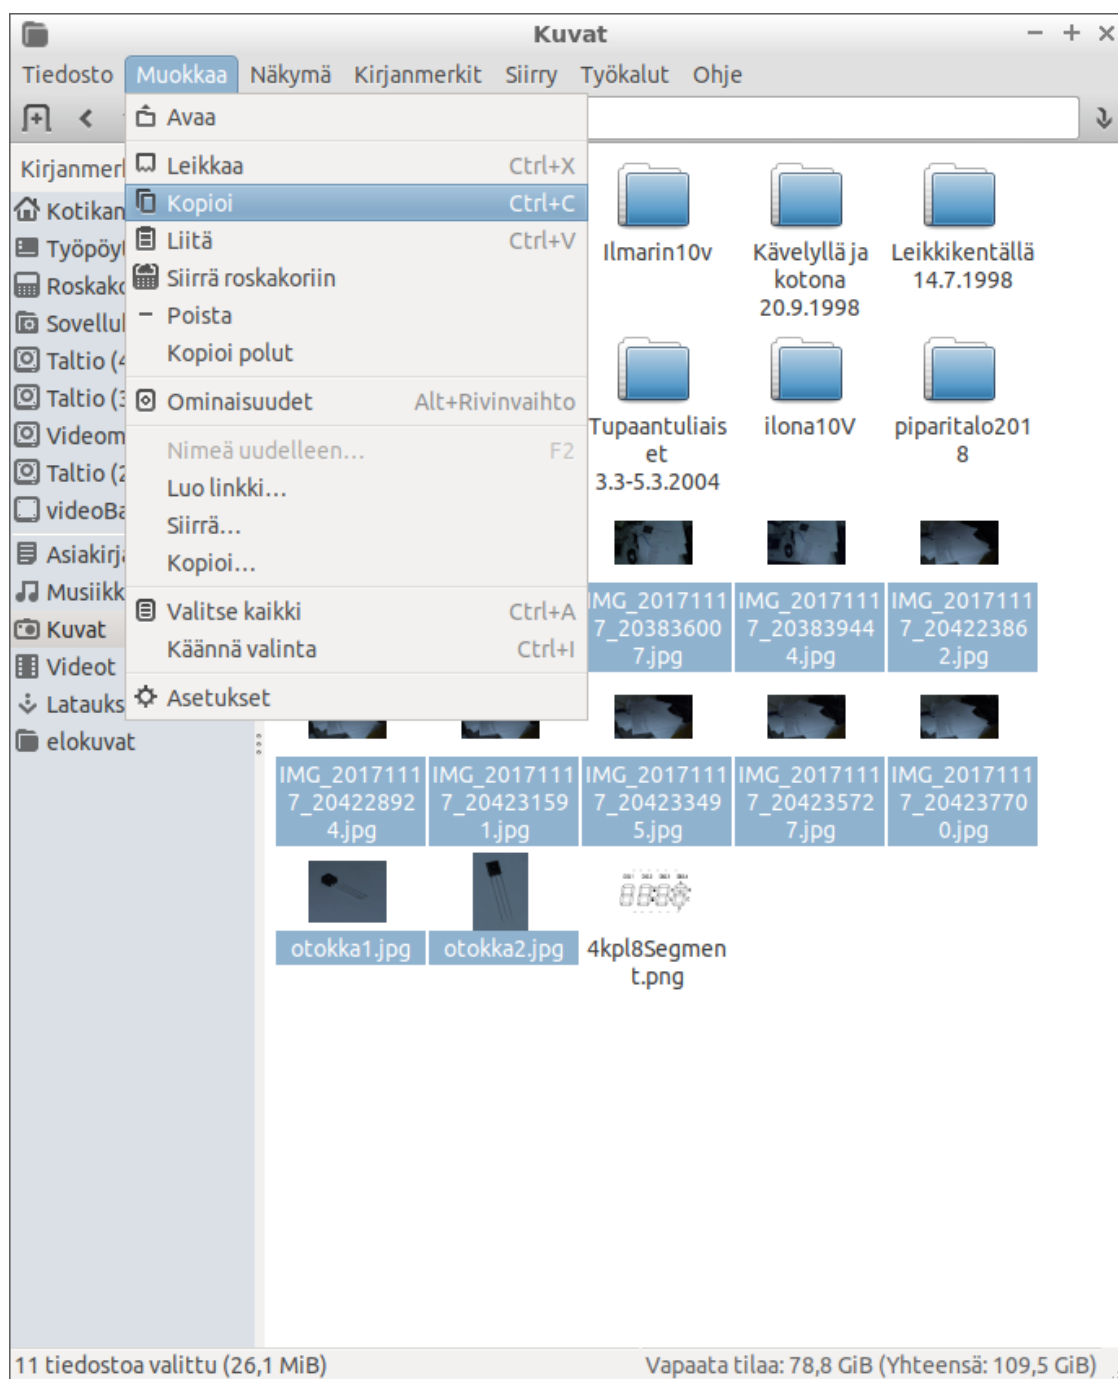 Kuvat
Tiedosto Muokkaa Näkymä Kirjanmerkit Siirry Työkalut Ohje
Avaa
Leikkaa Ctrl+X
Kopioi Ctrl+C
Liitä Ctrl+V
Siirrä roskakoriin
Poista
Kopioi polut
Ominaisuudet Alt+Rivinvaihto
Nimeä uudelleen... F2
Luo linkki...
Siirrä...
Kopioi...
Valitse kaikki Ctrl+A
Käännä valinta Ctrl+I
Asetukset
Kirjanmer
Kotikan
Työpöy
Roskako
Sovellu
Taltio (4
Taltio (3
Videom
Taltio (2
videoBa
Asiakirj
Musiikk
Kuvat
Videot
Latauks
elokuvat
Ilmarin10v
Kävelyllä ja
kotona
20.9.1998
Leikkikentällä
14.7.1998
Tupaantuliais
et
3.3-5.3.2004
ilona10V
piparitalo201
8
IMG_2017111
7_20383600
7.jpg
IMG_2017111
7_20383944
4.jpg
IMG_2017111
7_20422386
2.jpg
IMG_2017111
7_20422892
4.jpg
IMG_2017111
7_20423159
1.jpg
IMG_2017111
7_20423349
5.jpg
IMG_2017111
7_20423572
7.jpg
IMG_2017111
7_20423770
0.jpg
otokka1.jpg
otokka2.jpg
4kpl8Segmen
t.png
11 tiedostoa valittu (26,1 MiB)
Vapaata tilaa: 78,8 GiB (Yhteensä: 109,5 GiB)